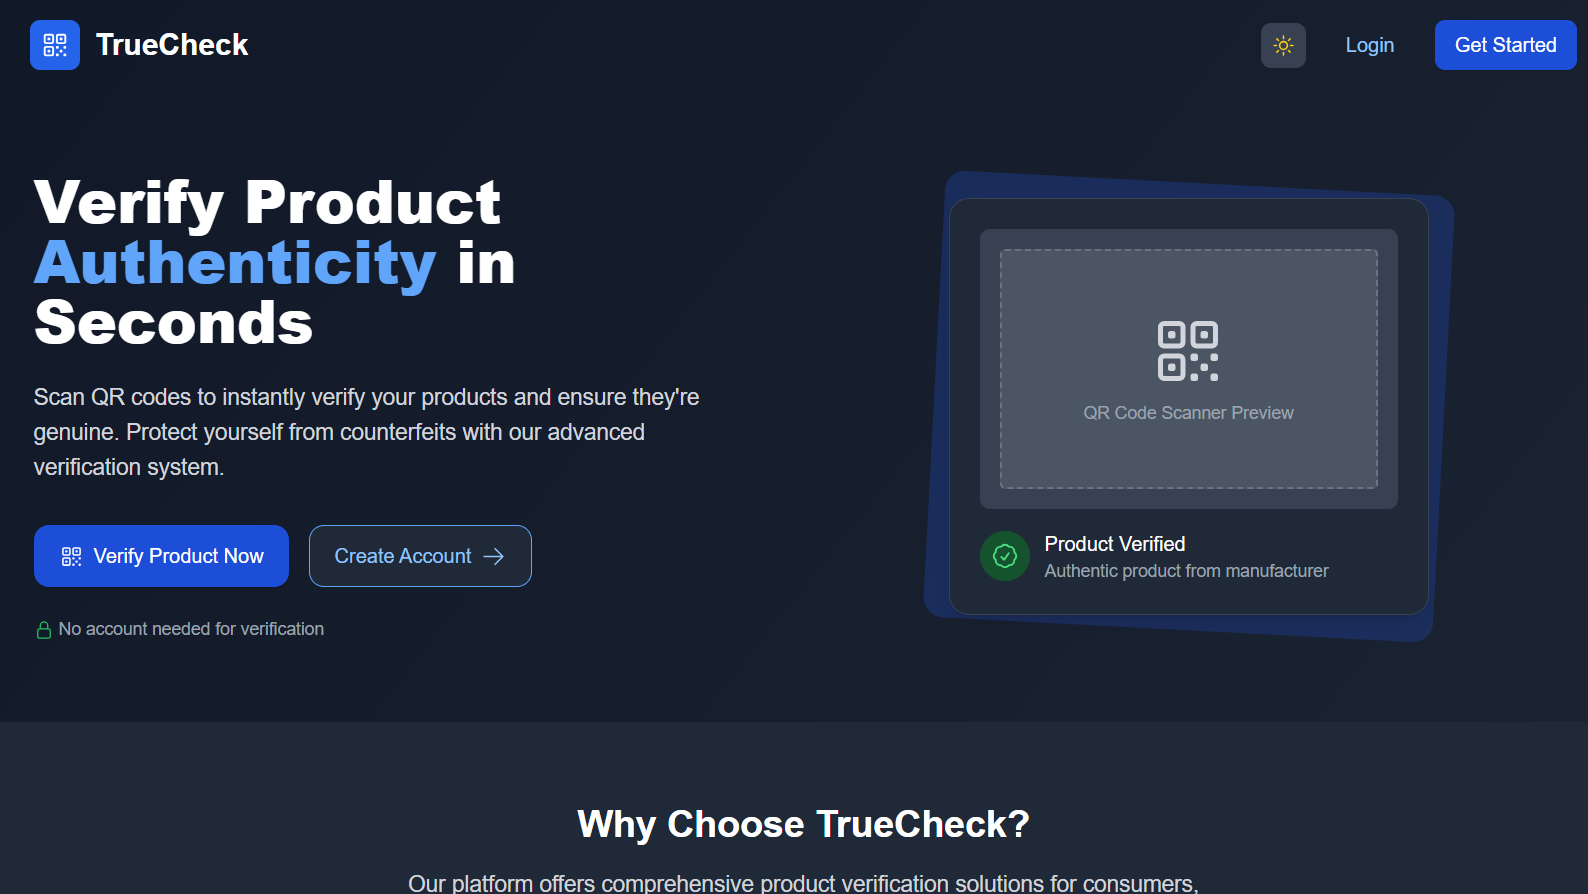 TrueCheck
Login
Get Started
Verify Product
Authenticity in
Seconds
Scan QR codes to instantly verify your products and ensure they're
genuine. Protect yourself from counterfeits with our advanced
verification system.
Verify Product Now
Create Account
No account needed for verification
QR Code Scanner Preview
Product Verified
Authentic product from manufacturer
Why Choose TrueCheck?
Our platform offers comprehensive product verification solutions for consumers,